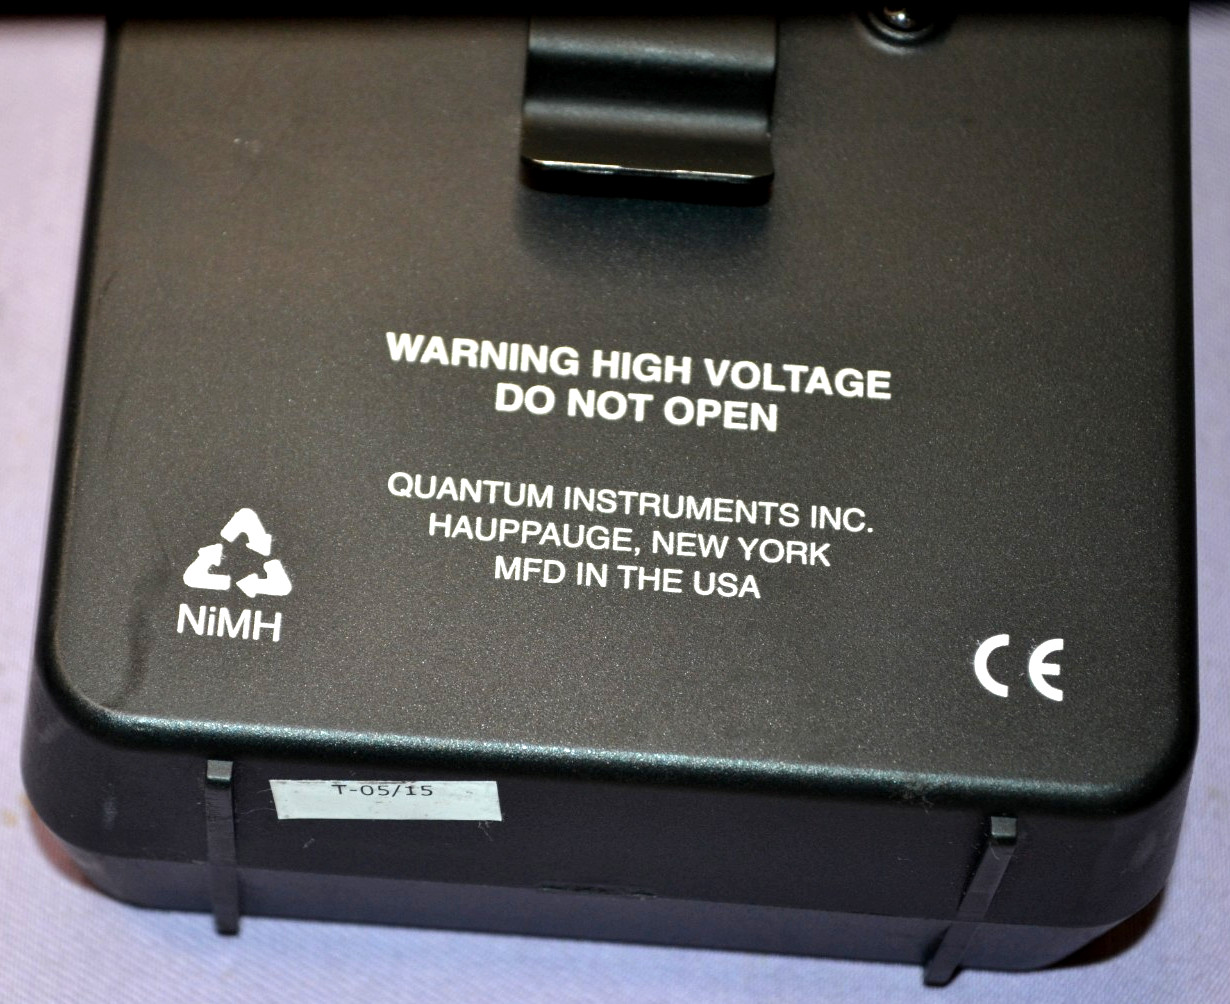 WARNING HIGH VOLTAGE
DO NOT OPEN
QUANTUM INSTRUMENTS INC.
HAUPPAUGE, NEW YORK
MFD IN THE USA
NiMH
CE
T-05/15